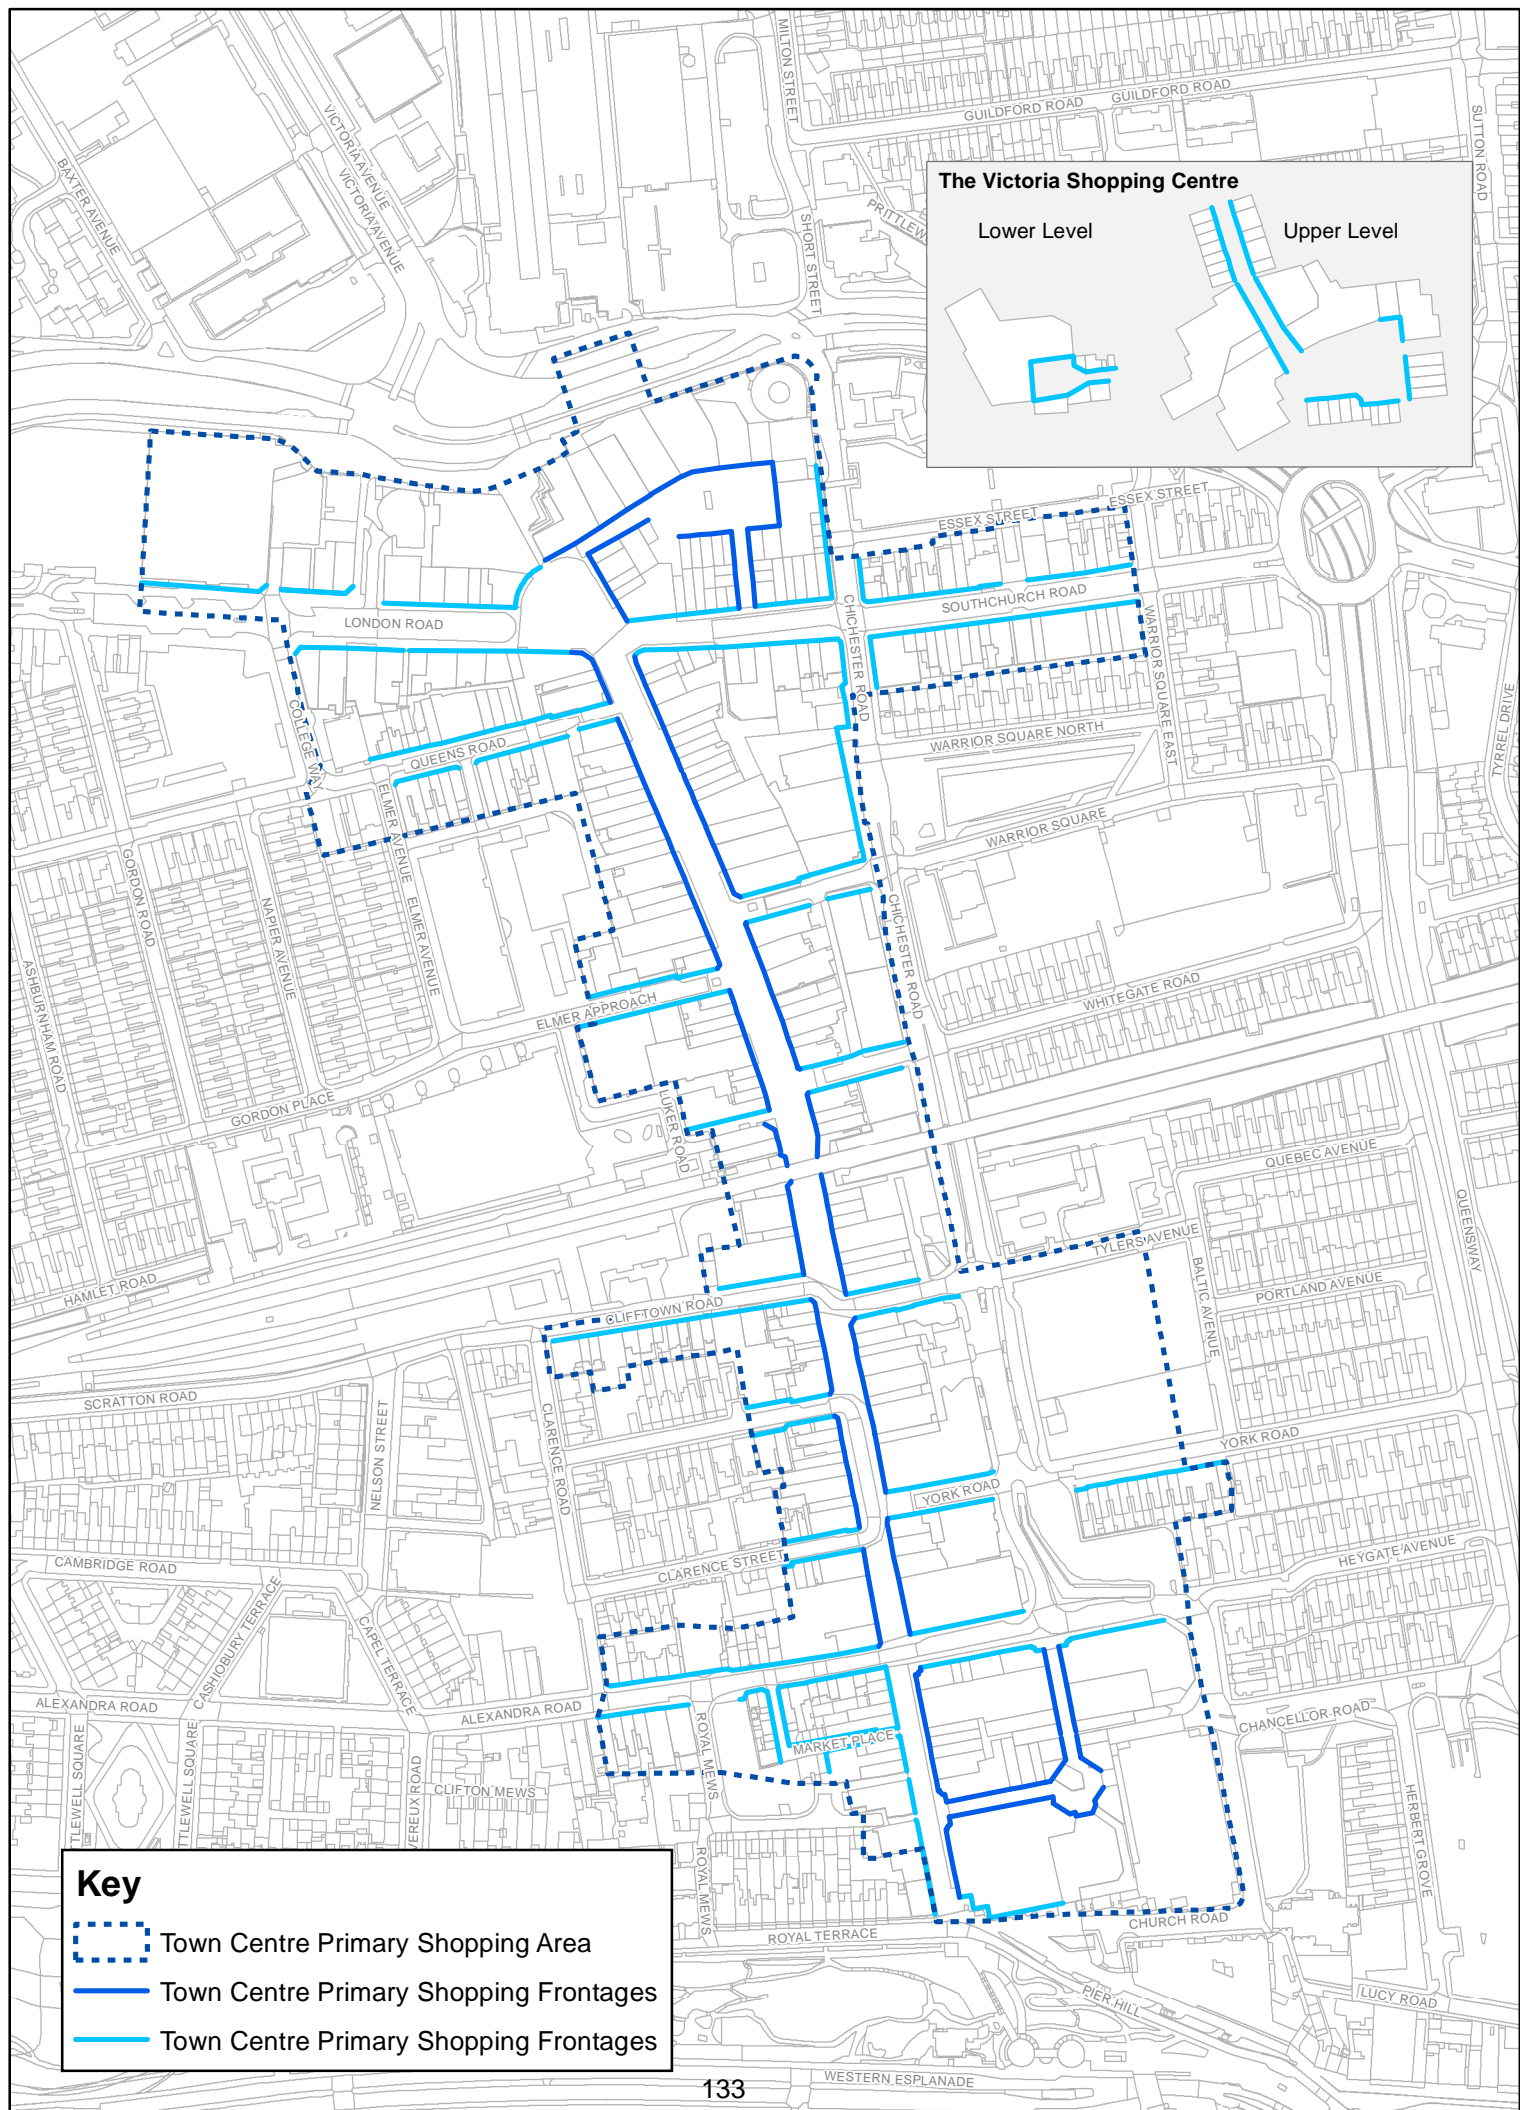 MILTON STREET
GUILDFORD ROAD
GUILDFORD ROAD
SUTTON ROAD
VICTORIA AVENUE
VICTORIA AVENUE
BAXTER AVENUE
The Victoria Shopping Centre
Lower Level
Upper Level
PRITTLEW
SHORT STREET
ESSEX STREET
ESSEX STREET
SOUTHCHURCH ROAD
LONDON ROAD
CHICHESTER ROAD
WARRIOR SQUARE EAST
COLLEGE WAY
QUEENS ROAD
WARRIOR SQUARE NORTH
TYRREL DRIVE
ELMER AVENUE
ELMER AVENUE
WARRIOR SQUARE
GORDON ROAD
NAPIER AVENUE
CHICHESTER ROAD
ASHBURNHAM ROAD
WHITEGATE ROAD
ELMER APPROACH
GORDON PLACE
LUKER ROAD
QUEBEC AVENUE
QUEENSWAY
TYLERS AVENUE
HAMLET ROAD
BALTIC AVENUE
PORTLAND AVENUE
CLIFFTOWN ROAD
SCRATTON ROAD
NELSON STREET
CLARENCE ROAD
YORK ROAD
YORK ROAD
CAMBRIDGE ROAD
CLARENCE STREET
HEYGATE AVENUE
CASHIOBURY TERRACE
CAPEL TERRACE
ALEXANDRA ROAD
ALEXANDRA ROAD
ROYAL MEWS
MARKET PLACE
CHANCELLOR ROAD
TTLEWELL SQUARE
TTLEWELL SQUARE
VEREUX ROAD
CLIFTON MEWS
HERBERT GROVE
ROYAL MEWS
Key
Town Centre Primary Shopping Area
Town Centre Primary Shopping Frontages
Town Centre Primary Shopping Frontages
ROYAL TERRACE
CHURCH ROAD
PIER HILL
LUCY ROAD
WESTERN ESPLANADE
133